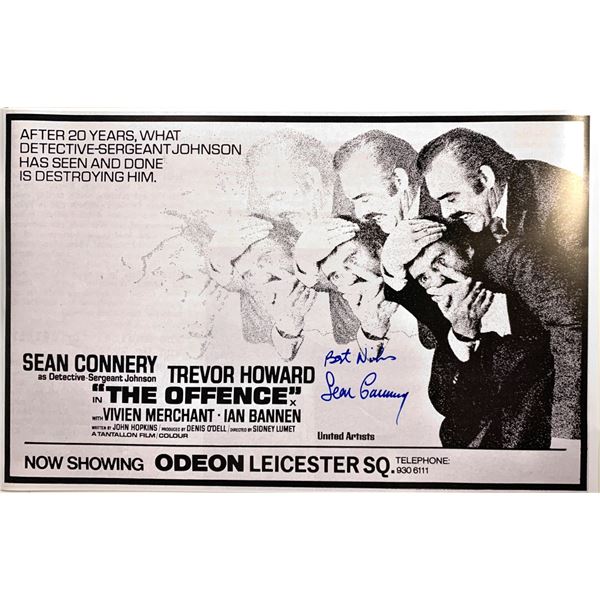 AFTER 20 YEARS, WHAT
DETECTIVE-SERGEANT JOHNSON
HAS SEEN AND DONE
IS DESTROYING HIM.
SEAN CONNERY TREVOR HOWARD
as Detective-Sergeant Johnson
IN "THE OFFENCE" X
WITH VIVIEN MERCHANT · IAN BANNEN
WRITTEN BY JOHN HOPKINS | PRODUCED BY DENIS O'DELL | DIRECTED BY SIDNEY LUMET
A TANTALLON FILM/COLOUR
Best Wishes
Sean Connery
United Artists
NOW SHOWING ODEON LEICESTER SQ. TELEPHONE:
930 6111